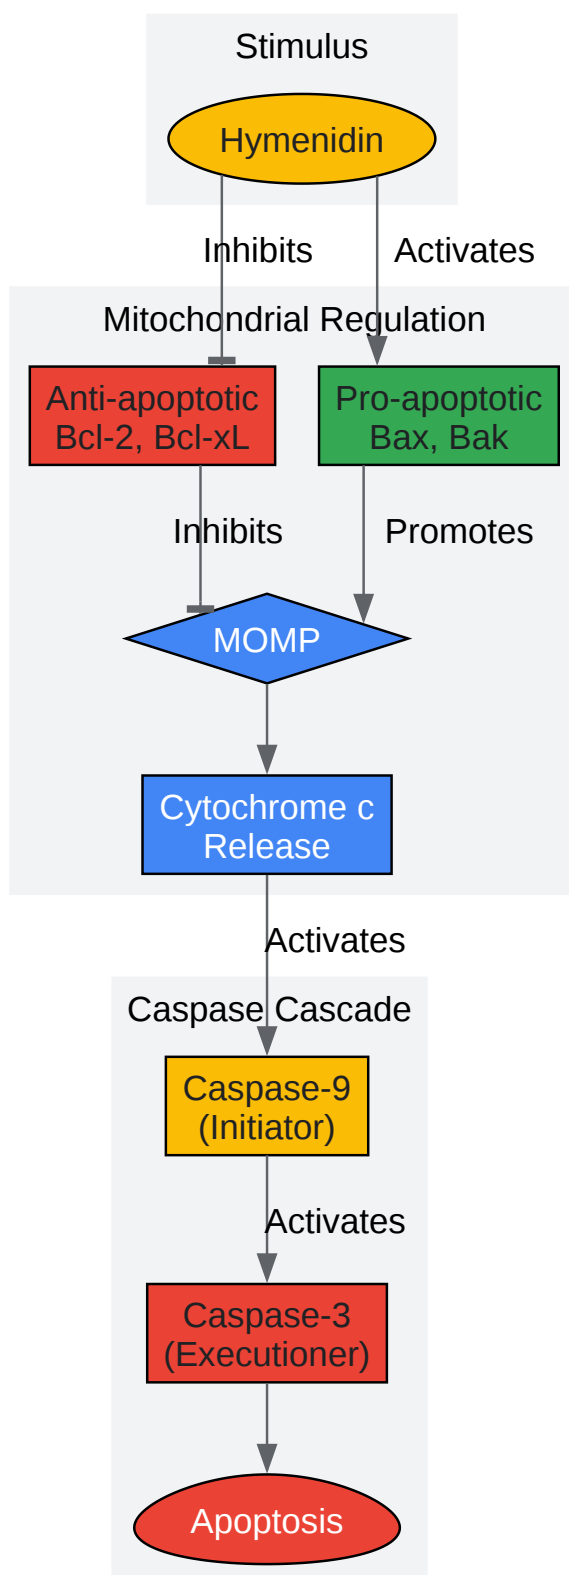 Stimulus
Hymenidin
Inhibits
Activates
Mitochondrial Regulation
Anti-apoptotic
Bcl-2, Bcl-xL
Pro-apoptotic
Bax, Bak
Inhibits
Promotes
MOMP
Cytochrome c
Release
Activates
Caspase Cascade
Caspase-9
(Initiator)
Activates
Caspase-3
(Executioner)
Apoptosis